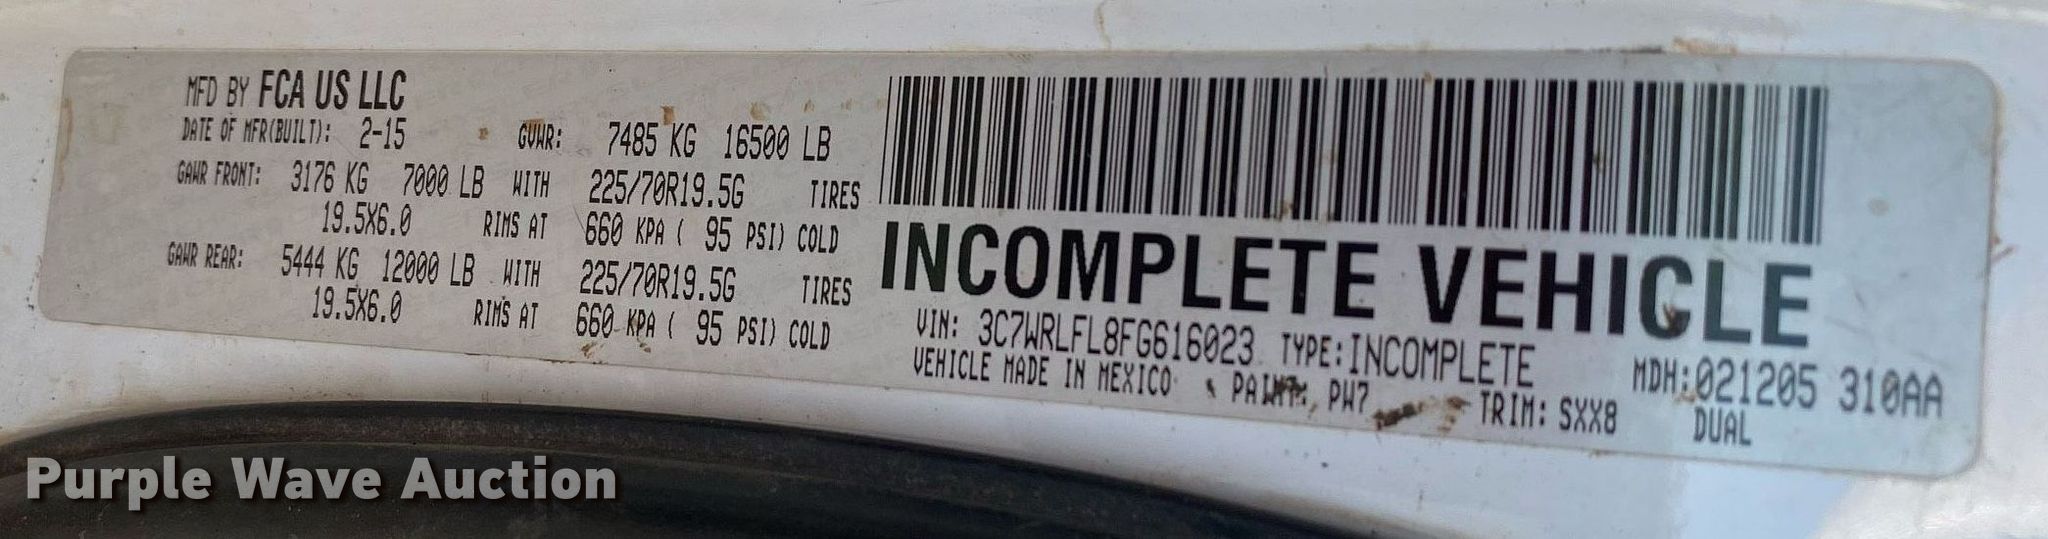 MFD BY FCA US LLC
DATE OF MFR(BUILT): 2-15 GVWR: 7485 KG 16500 LB
GAWR FRONT: 3176 KG 7000 LB WITH 225/70R19.5G TIRES
19.5X6.0 RIMS AT 660 KPA ( 95 PSI) COLD
GAWR REAR: 5444 KG 12000 LB WITH 225/70R19.5G TIRES
19.5X6.0 RIMS AT 660 KPA ( 95 PSI) COLD
INCOMPLETE VEHICLE
VIN: 3C7WRLFL8FG616023 TYPE:INCOMPLETE MDH:021205 310AA
VEHICLE MADE IN MEXICO PAINT: PW7 TRIM: SXX8 DUAL
Purple Wave Auction